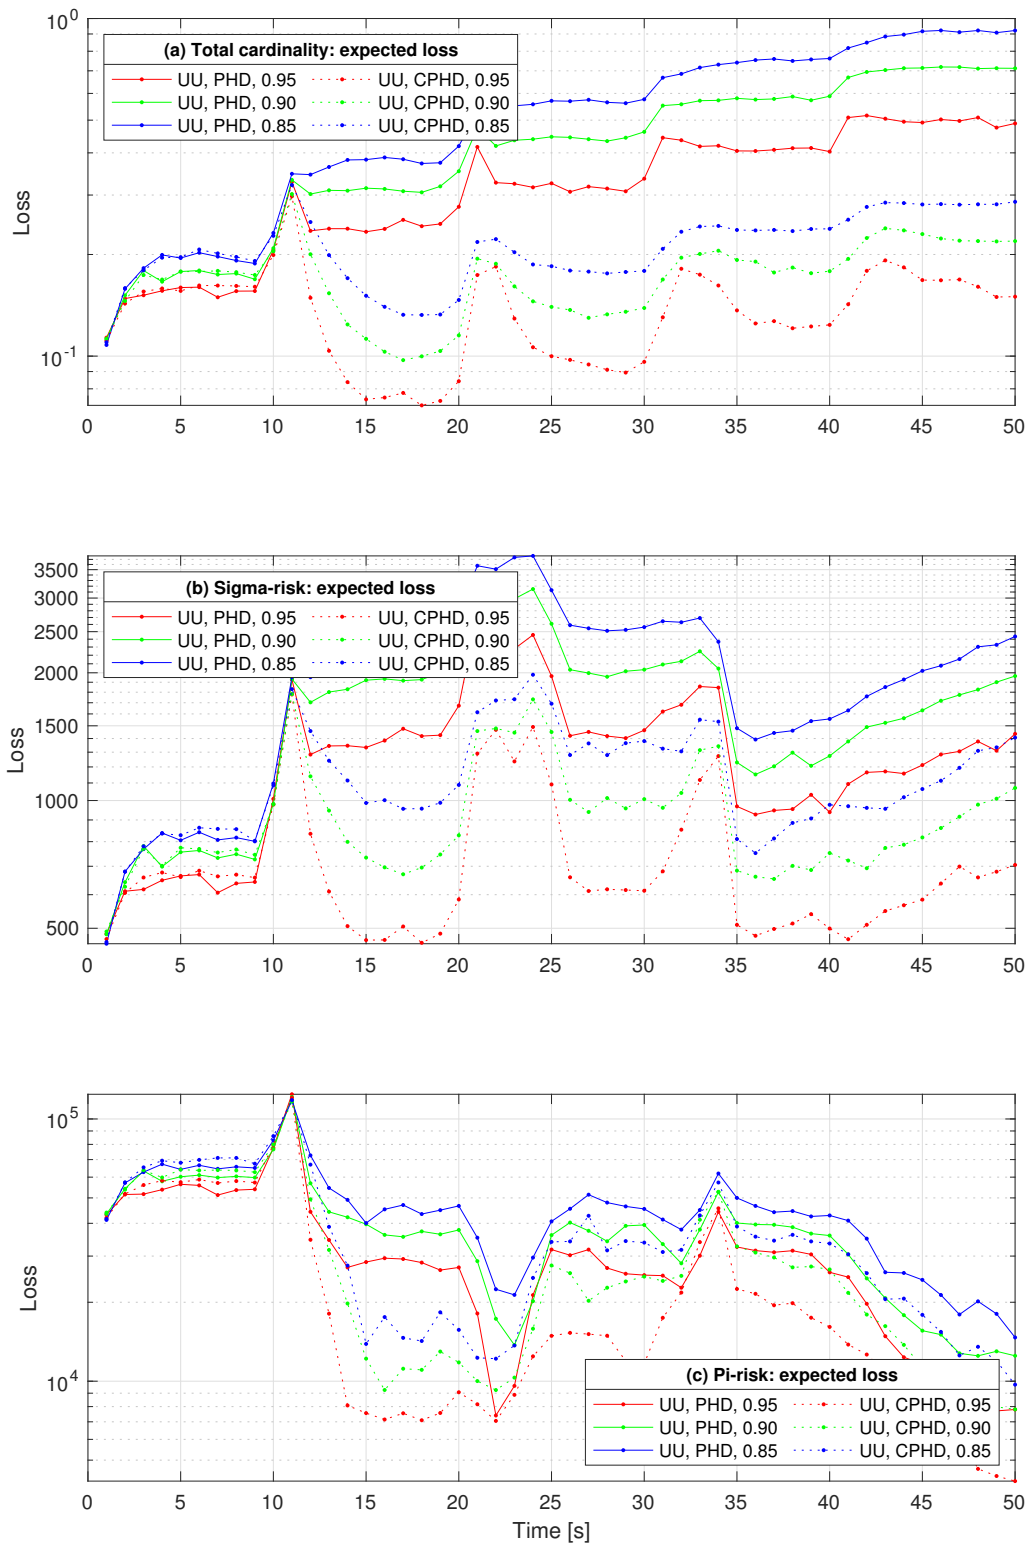 10^0
(a) Total cardinality: expected loss
UU, PHD, 0.95 UU, CPHD, 0.95
UU, PHD, 0.90 UU, CPHD, 0.90
UU, PHD, 0.85 UU, CPHD, 0.85
Loss
10^-1
0 5 10 15 20 25 30 35 40 45 50
3500
(b) Sigma-risk: expected loss
3000
UU, PHD, 0.95 UU, CPHD, 0.95
2500
UU, PHD, 0.90 UU, CPHD, 0.90
UU, PHD, 0.85 UU, CPHD, 0.85
2000
1500
Loss
1000
500
0 5 10 15 20 25 30 35 40 45 50
10^5
Loss
10^4
(c) Pi-risk: expected loss
UU, PHD, 0.95 UU, CPHD, 0.95
UU, PHD, 0.90 UU, CPHD, 0.90
UU, PHD, 0.85 UU, CPHD, 0.85
0 5 10 15 20 25 30 35 40 45 50
Time [s]